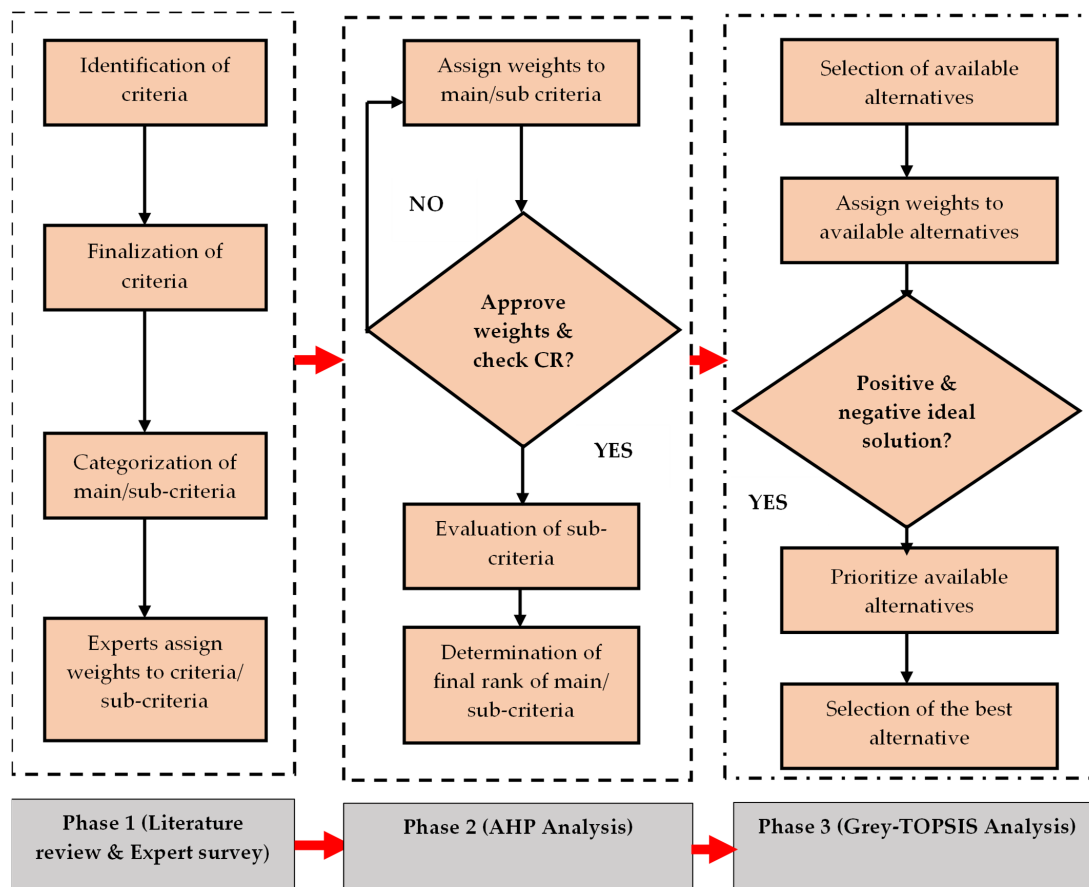 Identification of
criteria
Finalization of
criteria
Categorization of
main/sub-criteria
Experts assign
weights to criteria/
sub-criteria
Phase 1 (Literature
review & Expert survey)
Assign weights to
main/sub criteria
NO
Approve
weights &
check CR?
YES
Evaluation of sub-
criteria
Determination of
final rank of main/
sub-criteria
Phase 2 (AHP Analysis)
Selection of available
alternatives
Assign weights to
available alternatives
Positive &
negative ideal
solution?
YES
Prioritize available
alternatives
Selection of the best
alternative
Phase 3 (Grey-TOPSIS Analysis)